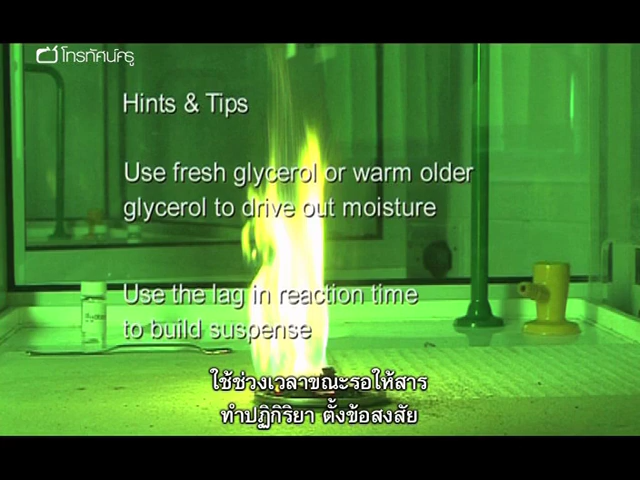 โทรทัศน์ครู
Hints & Tips
Use fresh glycerol or warm older
glycerol to drive out moisture
Use the lag in reaction time
to build suspense
ใช้ช่วงเวลาขณะรอให้สาร
ทำปฏิกิริยา ตั้งข้อสงสัย